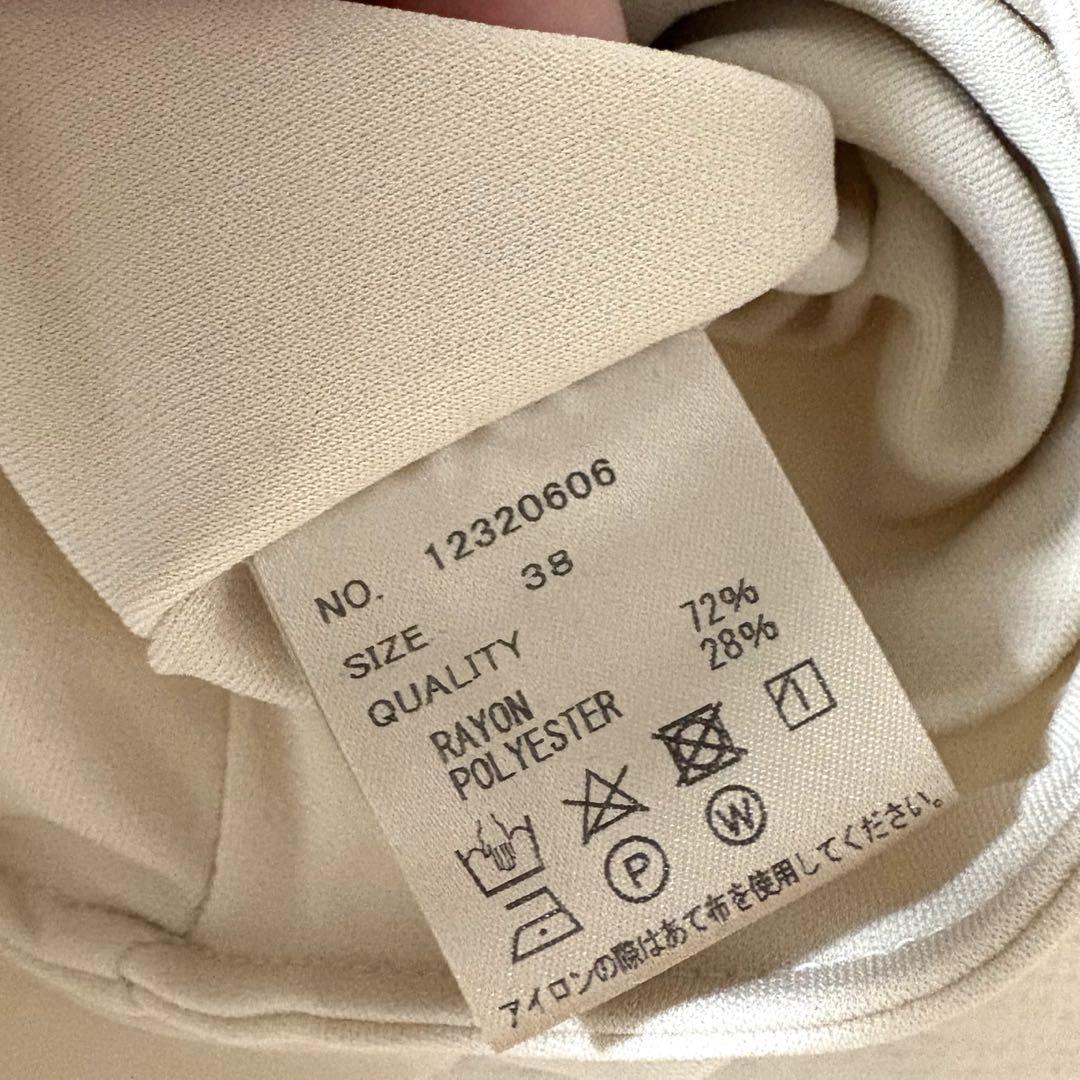 NO. 12320606
SIZE 38
QUALITY
RAYON 72%
POLYESTER 28%
P W
アイロンの際はあて布を使用してください。